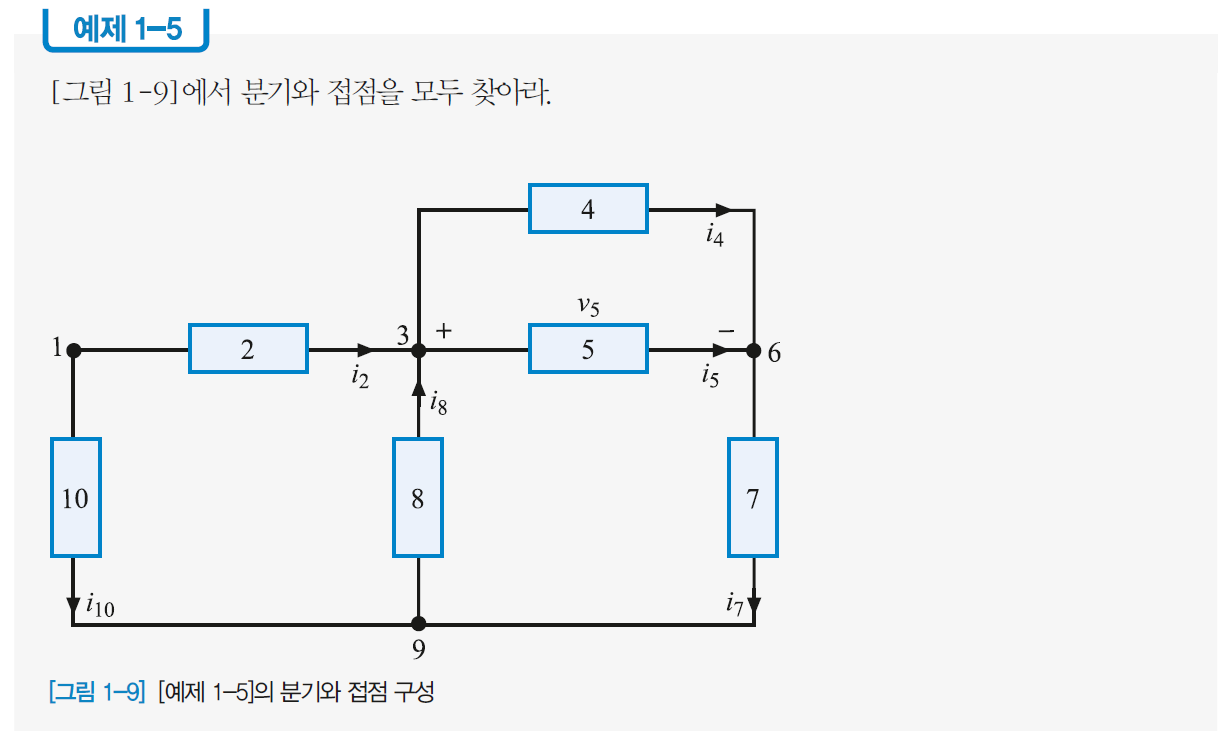 예제 1-5
[그림 1-9]에서 분기와 접점을 모두 찾아라.
4
i4
v5
1
2
i2
3
+
5
−
i5
6
i8
10
8
7
i10
i7
9
[그림 1-9] [예제 1-5]의 분기와 접점 구성